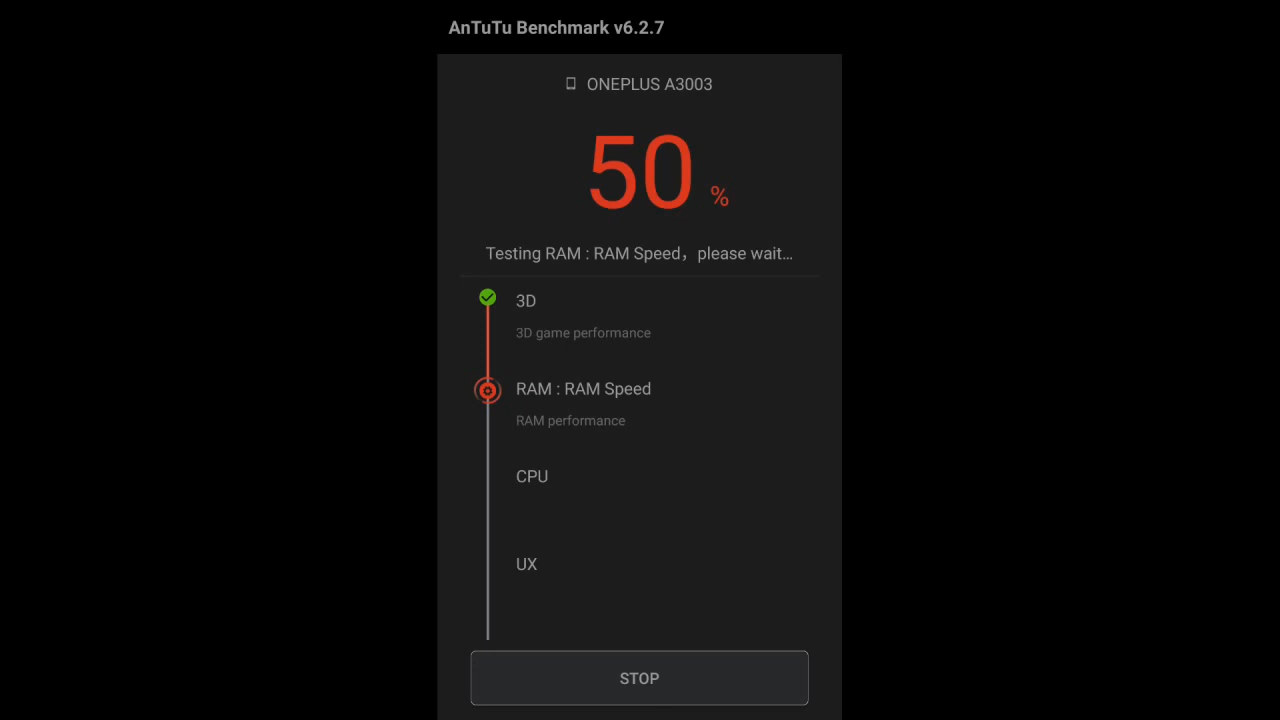 AnTuTu Benchmark v6.2.7
ONEPLUS A3003
50 %
Testing RAM : RAM Speed，please wait...
3D
3D game performance
RAM : RAM Speed
RAM performance
CPU
UX
STOP